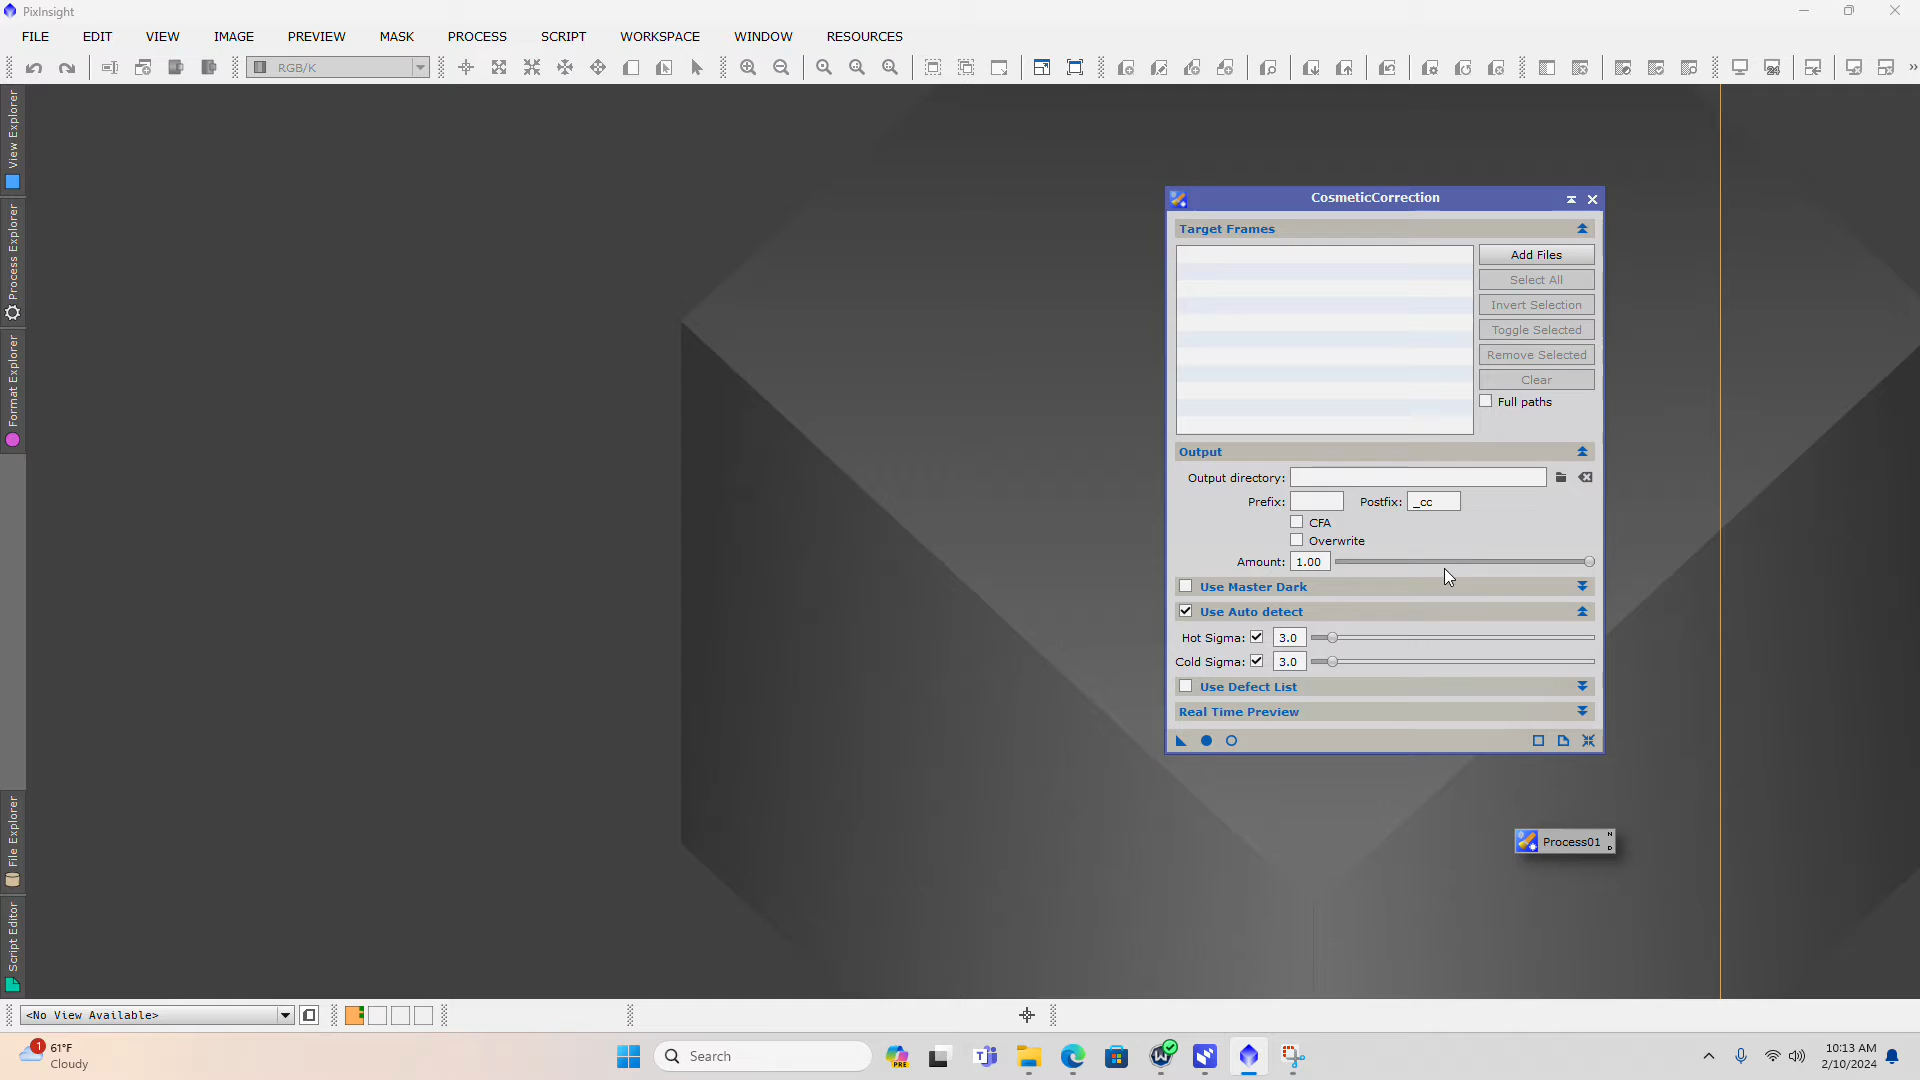 PixInsight
FILE EDIT VIEW IMAGE PREVIEW MASK PROCESS SCRIPT WORKSPACE WINDOW RESOURCES
RGB/K
24
View Explorer
Process Explorer
Format Explorer
File Explorer
Script Editor
CosmeticCorrection
Target Frames
Add Files
Select All
Invert Selection
Toggle Selected
Remove Selected
Clear
Full paths
Output
Output directory:
Prefix: Postfix: _cc
CFA
Overwrite
Amount: 1.00
Use Master Dark
Use Auto detect
Hot Sigma: 3.0
Cold Sigma: 3.0
Use Defect List
Real Time Preview
Process01 N
D
<No View Available>
1 61°F
Cloudy
Search
PRE
10:13 AM
2/10/2024